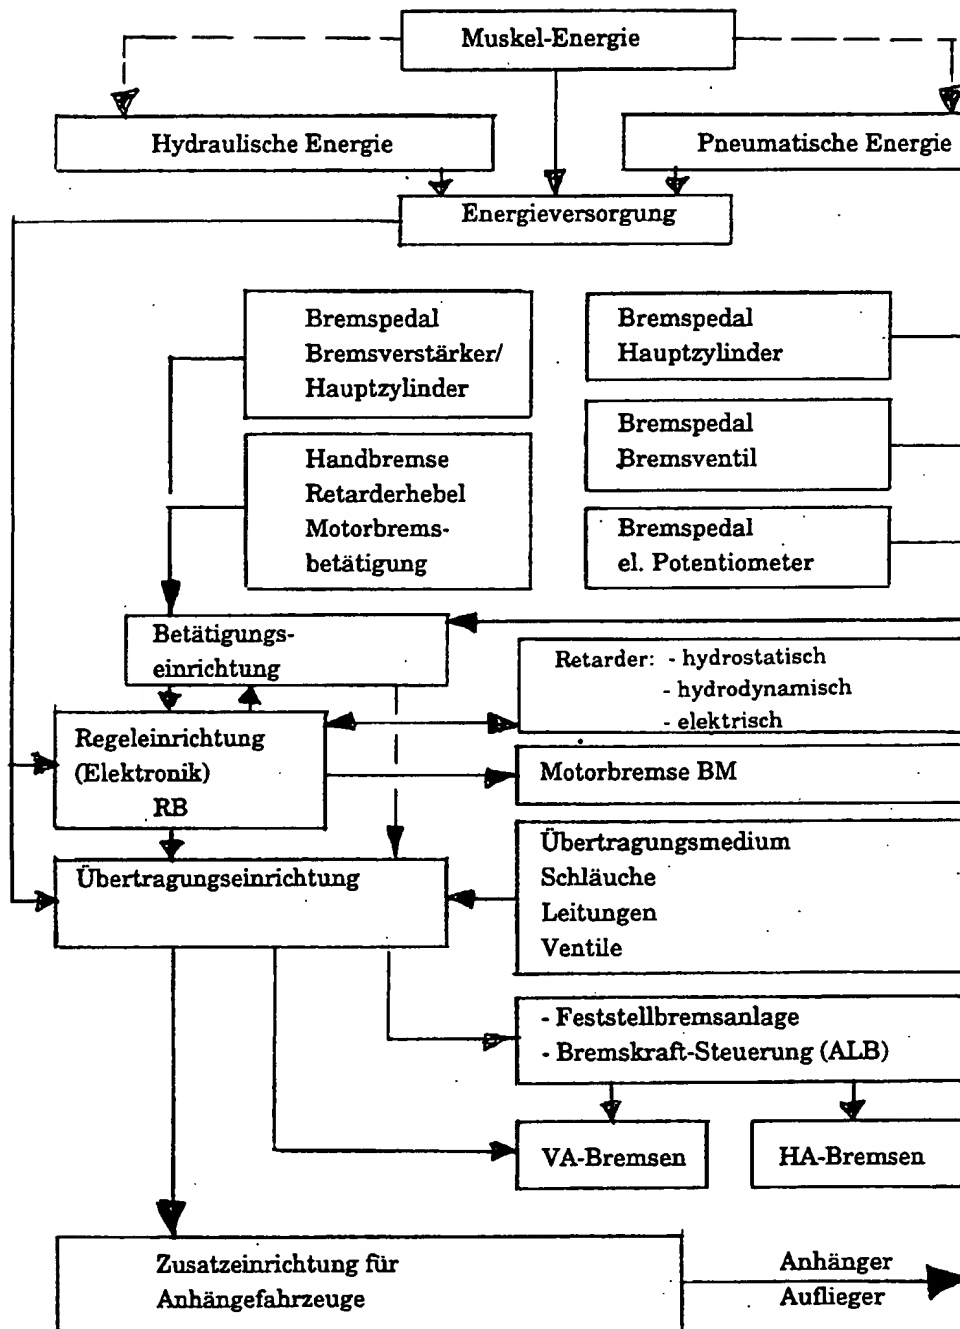 Muskel-Energie
Hydraulische Energie
Pneumatische Energie
Energieversorgung
Bremspedal
Bremsverstärker/
Hauptzylinder
Bremspedal
Hauptzylinder
Handbremse
Retarderhebel
Motorbrems-
betätigung
Bremspedal
Bremsventil
Bremspedal
el. Potentiometer
Betätigungs-
einrichtung
Retarder: - hydrostatisch
- hydrodynamisch
- elektrisch
Regeleinrichtung
(Elektronik)
RB
Motorbremse BM
Übertragungseinrichtung
Übertragungsmedium
Schläuche
Leitungen
Ventile
- Feststellbremsanlage
- Bremskraft-Steuerung (ALB)
VA-Bremsen
HA-Bremsen
Zusatzeinrichtung für
Anhängefahrzeuge
Anhänger
Auflieger